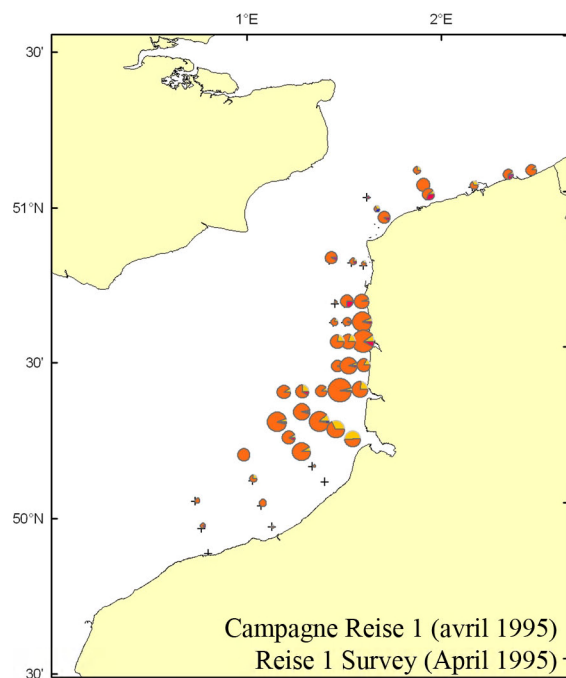 1°E 2°E
30'
51°N
30'
50°N
30'
Campagne Reise 1 (avril 1995)
Reise 1 Survey (April 1995)